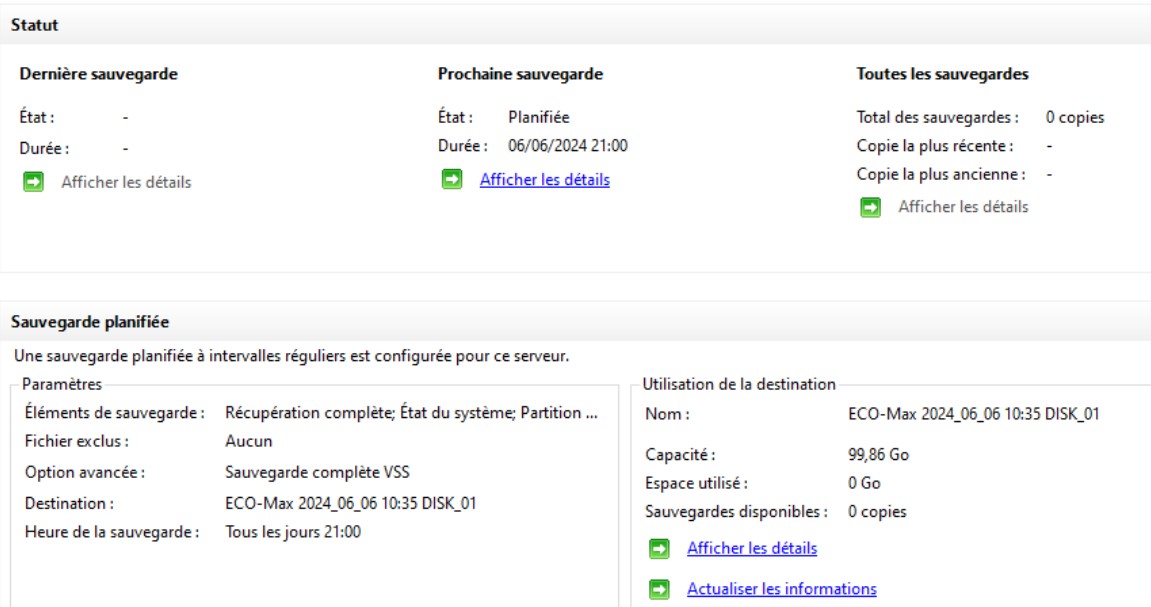 Statut
Dernière sauvegarde
État : -
Durée : -
Afficher les détails
Prochaine sauvegarde
État : Planifiée
Durée : 06/06/2024 21:00
Afficher les détails
Toutes les sauvegardes
Total des sauvegardes : 0 copies
Copie la plus récente : -
Copie la plus ancienne : -
Afficher les détails
Sauvegarde planifiée
Une sauvegarde planifiée à intervalles réguliers est configurée pour ce serveur.
Paramètres
Éléments de sauvegarde : Récupération complète; État du système; Partition ...
Fichier exclus : Aucun
Option avancée : Sauvegarde complète VSS
Destination : ECO-Max 2024_06_06 10:35 DISK_01
Heure de la sauvegarde : Tous les jours 21:00
Utilisation de la destination
Nom : ECO-Max 2024_06_06 10:35 DISK_01
Capacité : 99,86 Go
Espace utilisé : 0 Go
Sauvegardes disponibles : 0 copies
Afficher les détails
Actualiser les informations